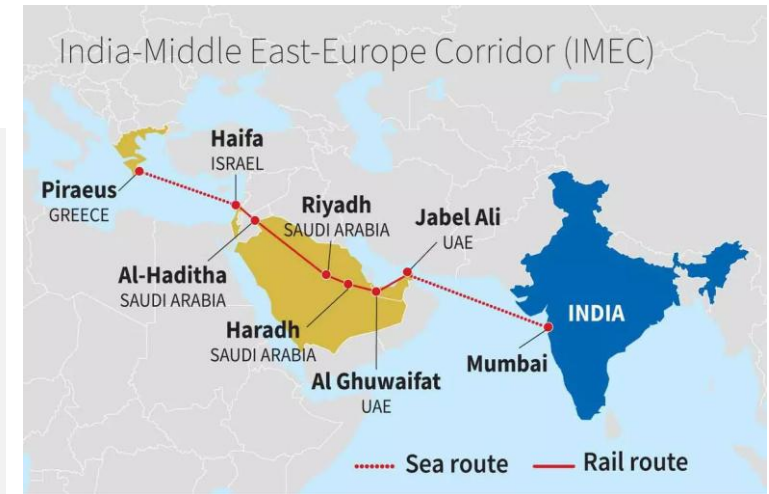 India-Middle East-Europe Corridor (IMEC)
Haifa
ISRAEL
Piraeus
GREECE
Riyadh
SAUDI ARABIA
Jabel Ali
UAE
Al-Haditha
SAUDI ARABIA
Haradh
SAUDI ARABIA
Al Ghuwaifat
UAE
INDIA
Mumbai
Sea route
Rail route